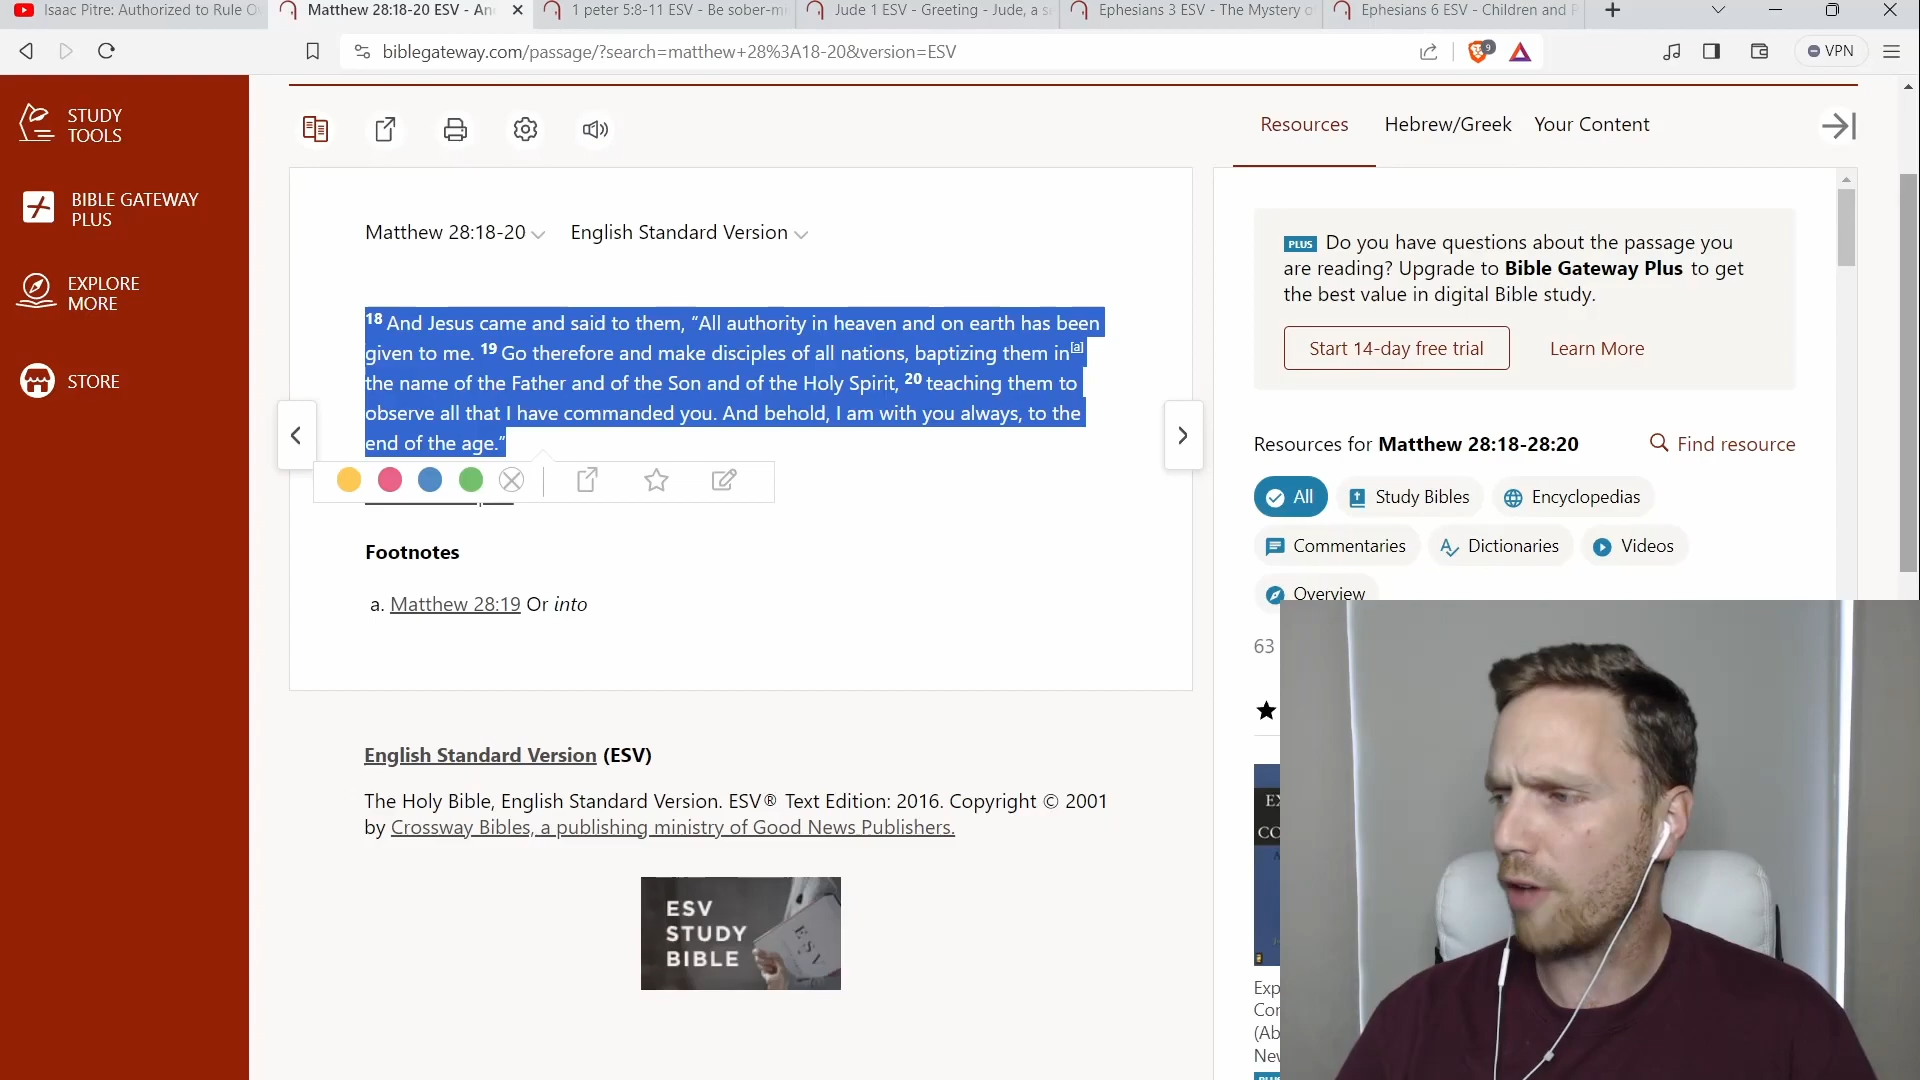 Isaac Pitre: Authorized to Rule O
Matthew 28:18-20 ESV - An
1 peter 5:8-11 ESV - Be sober-mi
Jude 1 ESV - Greeting - Jude, a se
Ephesians 3 ESV - The Mystery o
Ephesians 6 ESV - Children and P
biblegateway.com/passage/?search=matthew+28%3A18-20&version=ESV
9
VPN
STUDY
TOOLS
BIBLE GATEWAY
PLUS
EXPLORE
MORE
STORE
Resources
Hebrew/Greek
Your Content
Matthew 28:18-20
English Standard Version
18 And Jesus came and said to them, “All authority in heaven and on earth has been
given to me. 19 Go therefore and make disciples of all nations, baptizing them in[a]
the name of the Father and of the Son and of the Holy Spirit, 20 teaching them to
observe all that I have commanded you. And behold, I am with you always, to the
end of the age.”
Footnotes
a. Matthew 28:19 Or into
English Standard Version (ESV)
The Holy Bible, English Standard Version. ESV® Text Edition: 2016. Copyright © 2001
by Crossway Bibles, a publishing ministry of Good News Publishers.
ESV
STUDY
BIBLE
PLUS Do you have questions about the passage you
are reading? Upgrade to Bible Gateway Plus to get
the best value in digital Bible study.
Start 14-day free trial
Learn More
Resources for Matthew 28:18-28:20
Find resource
All
Study Bibles
Encyclopedias
Commentaries
Dictionaries
Videos
Overview
63
EX
CO
Exp
Cor
(Ab
Nev
PLUS